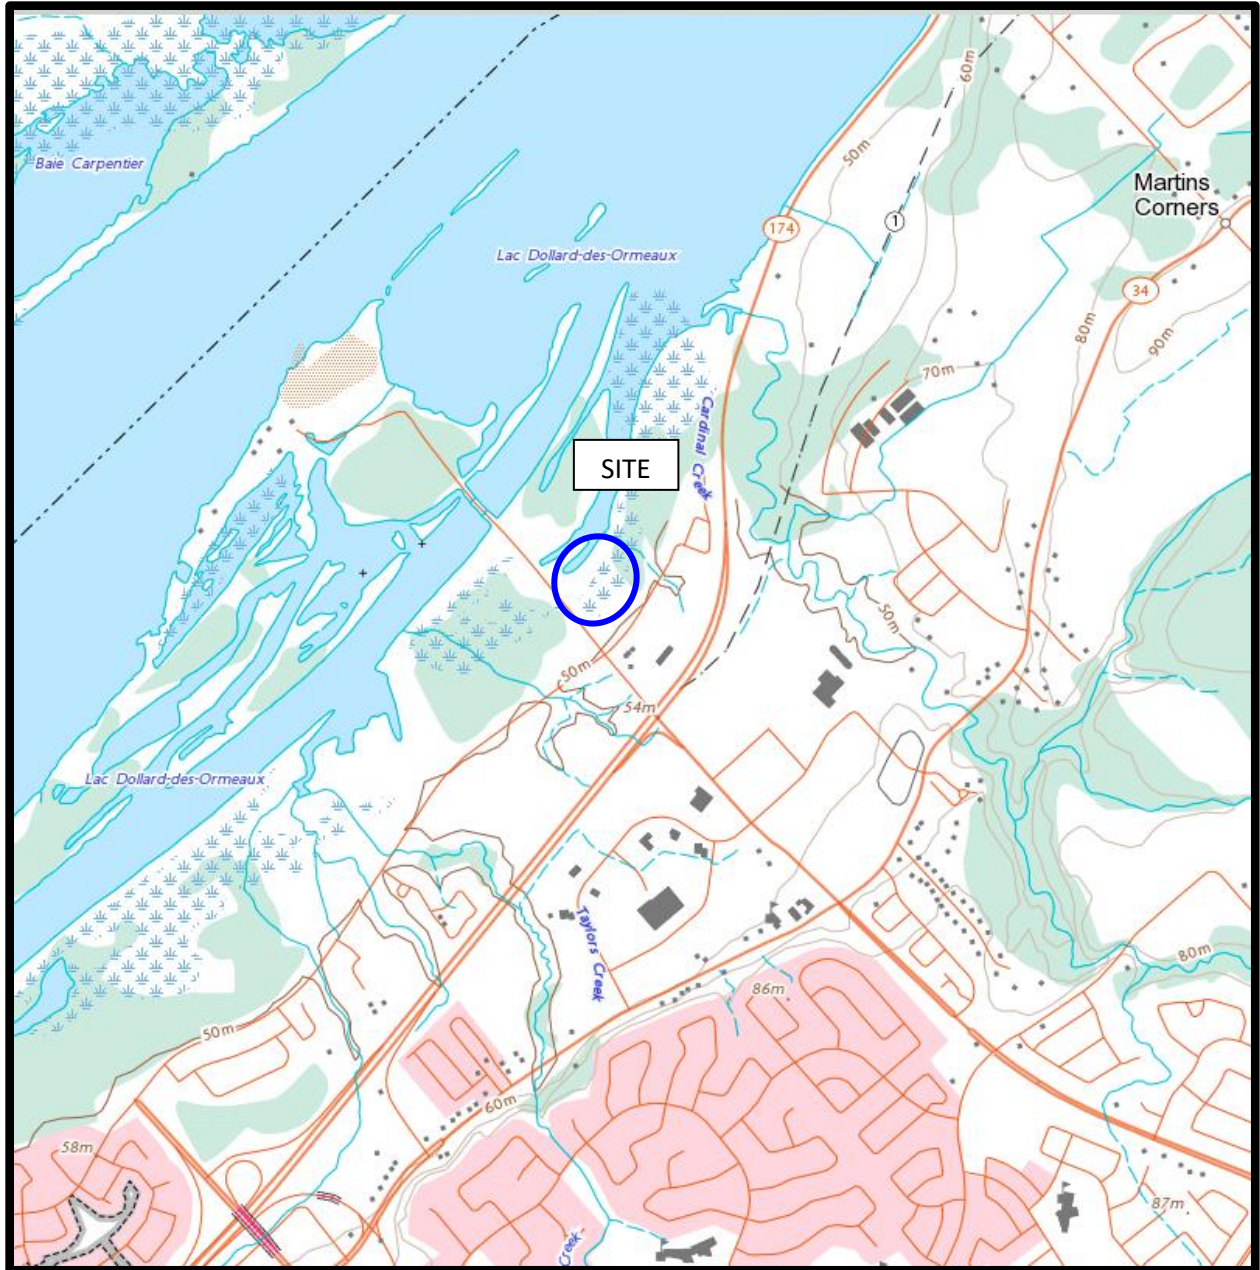 60m
50m
Baie Carpentier
Martins
Corners
1
174
Lac Dollard-des-Ormeaux
34
80m
90m
70m
Cardinal Creek
SITE
50m
50m
54m
Lac Dollard-des-Ormeaux
Taylors Creek
80m
86m
50m
60m
58m
87m
Creek